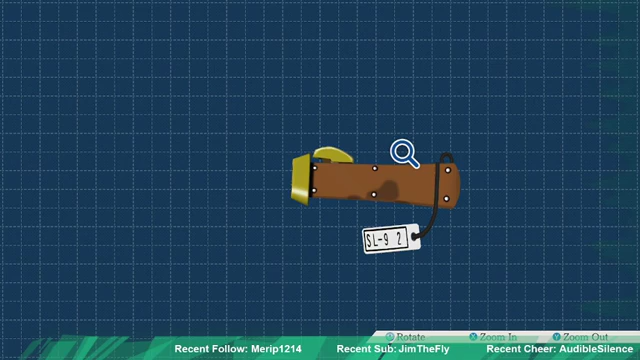 SL-9 2
Rotate
Zoom In
Zoom Out
Recent Follow: Merip1214
Recent Sub: JimTheFly
Recent Cheer: AudibleSilence